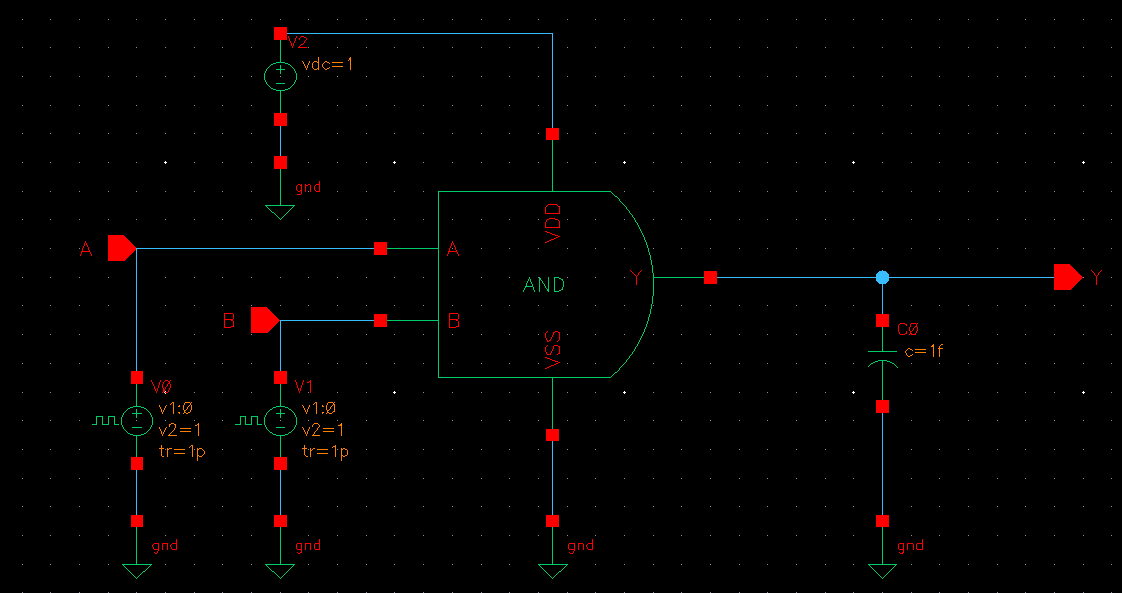 V2
vdc=1
gnd
A
A
VDD
AND
Y
Y
B
B
VSS
C0
c=1f
V0
v1:0
v2=1
tr=1p
V1
v1:0
v2=1
tr=1p
gnd
gnd
gnd
gnd